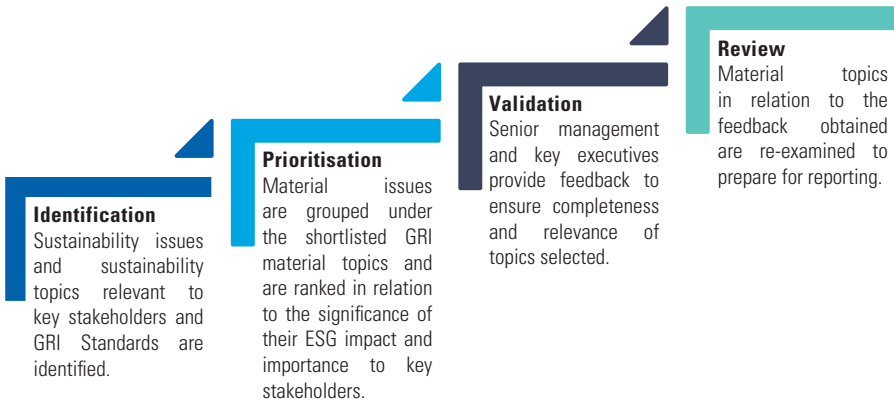 Identification
Sustainability issues
and sustainability
topics relevant to
key stakeholders and
GRI Standards are
identified.
Prioritisation
Material issues
are grouped under
the shortlisted GRI
material topics and
are ranked in relation
to the significance of
their ESG impact and
importance to key
stakeholders.
Validation
Senior management
and key executives
provide feedback to
ensure completeness
and relevance of
topics selected.
Review
Material topics
in relation to the
feedback obtained
are re-examined to
prepare for reporting.